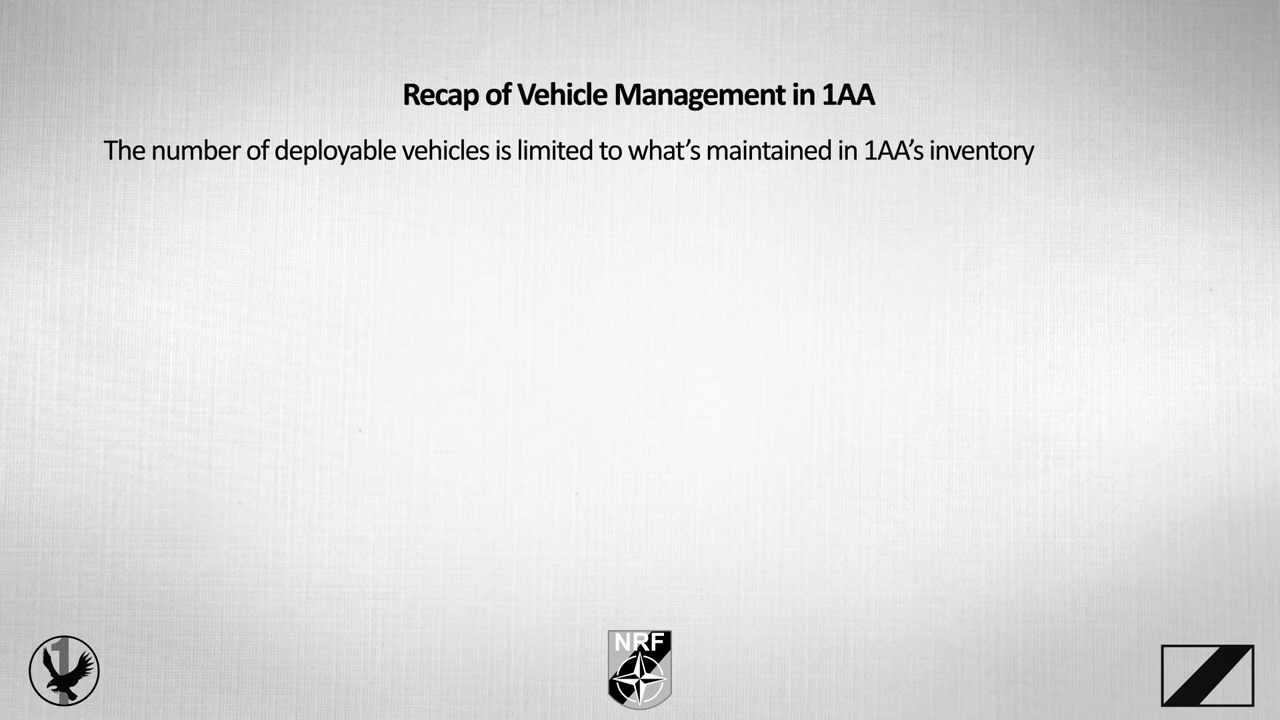 Recap of Vehicle Management in 1AA
The number of deployable vehicles is limited to what’s maintained in 1AA’s inventory
1
NRF